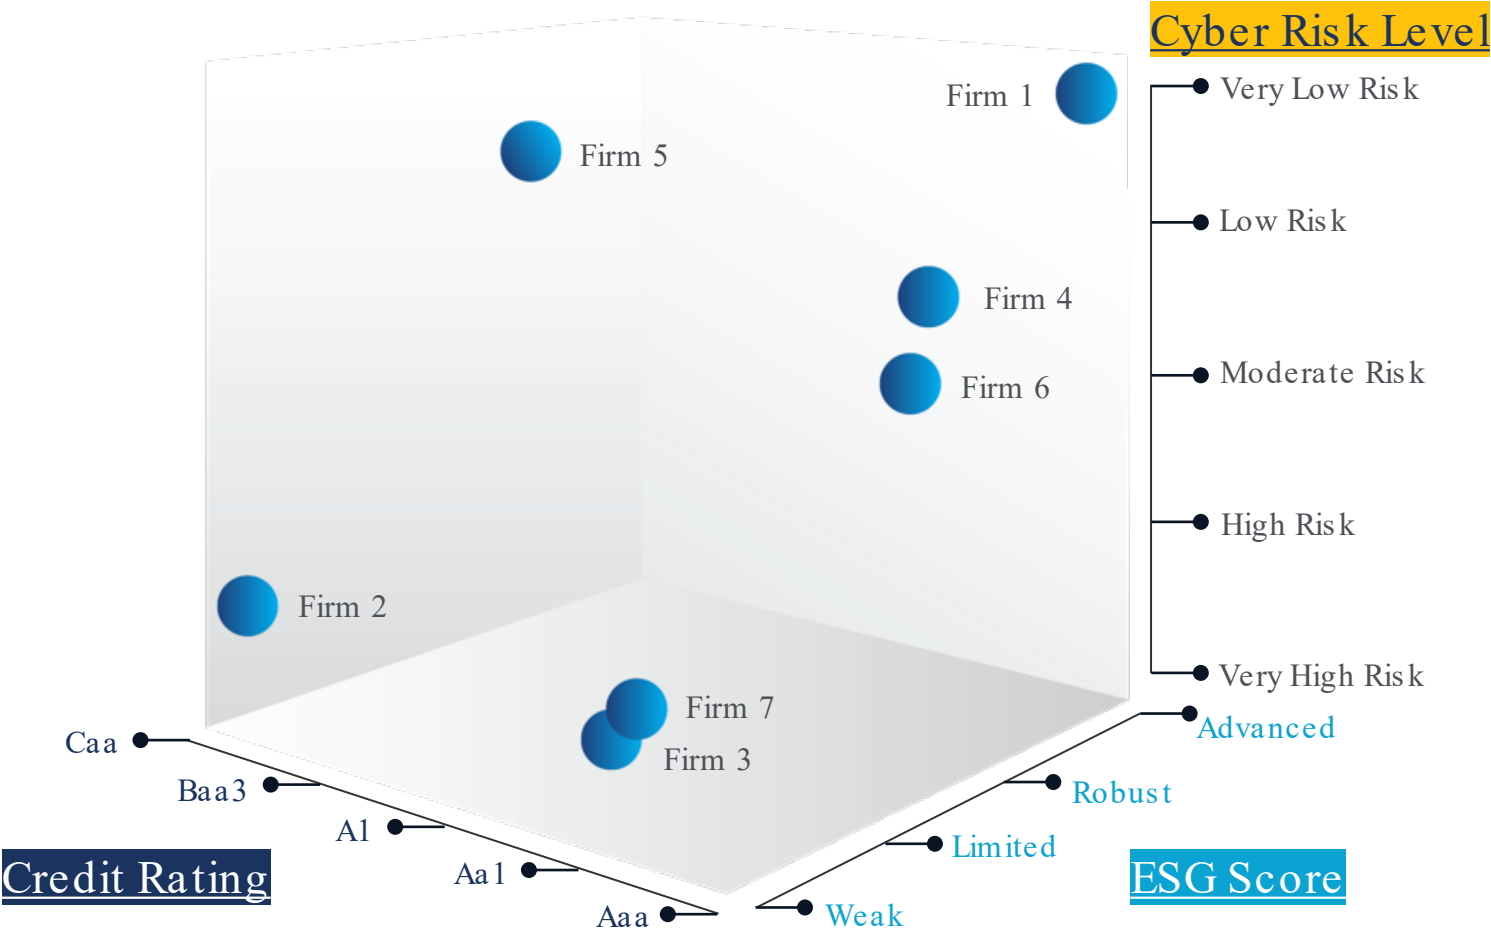 Cyber Risk Level
Very Low Risk
Firm 1
Firm 5
Low Risk
Firm 4
Moderate Risk
Firm 6
High Risk
Firm 2
Very High Risk
Firm 7
Advanced
Caa
Firm 3
Baa3
Robust
A1
Limited
Aa1
Credit Rating
ESG Score
Aaa
Weak